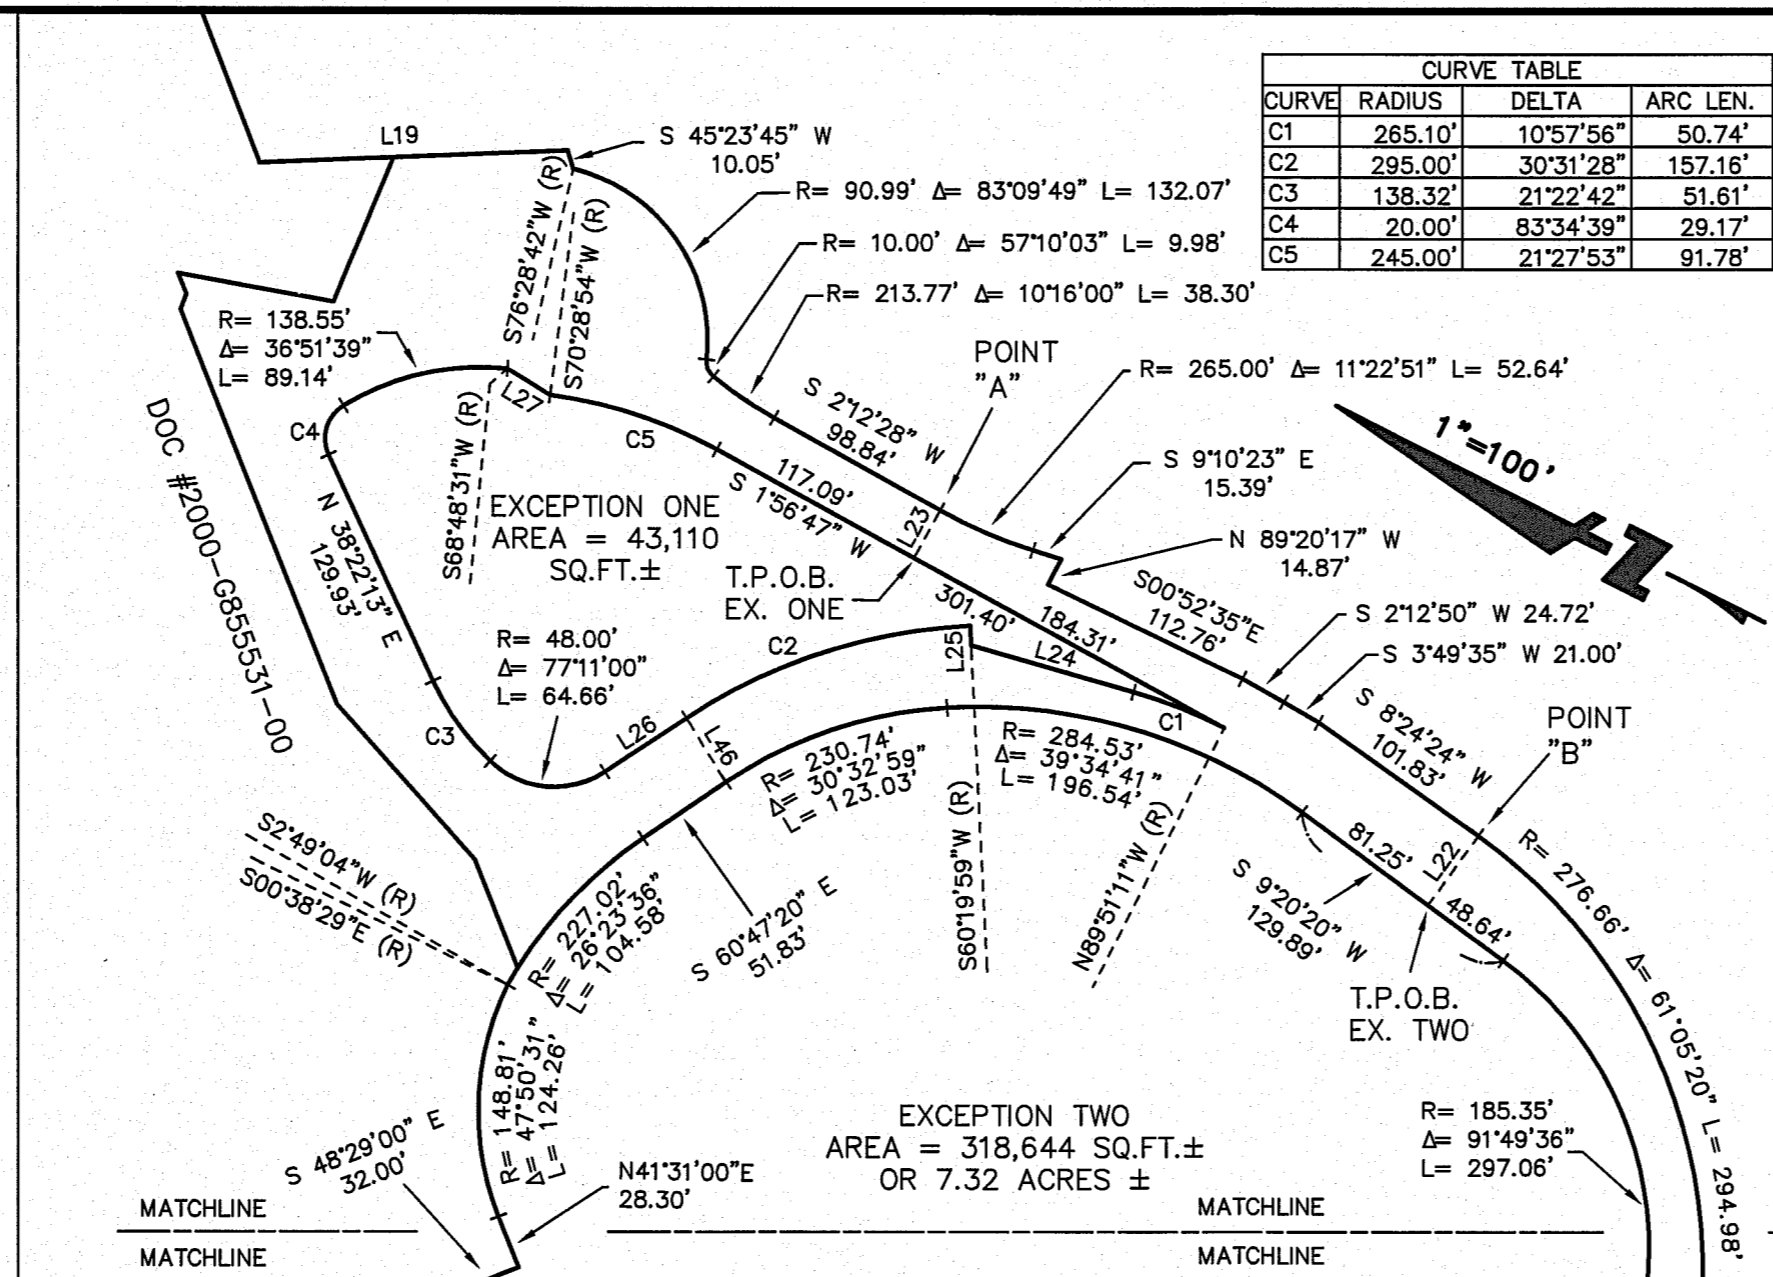 CURVE TABLE
CURVE RADIUS DELTA ARC LEN.
C1 265.10' 10°57'56" 50.74'
C2 295.00' 30°31'28" 157.16'
C3 138.32' 21°22'42" 51.61'
C4 20.00' 83°34'39" 29.17'
C5 245.00' 21°27'53" 91.78'
L19
S 45°23'45" W
10.05'
R= 90.99' Δ= 83°09'49" L= 132.07'
R= 10.00' Δ= 57°10'03" L= 9.98'
R= 213.77' Δ= 10°16'00" L= 38.30'
S76°28'42"W (R)
S70°28'54"W (R)
R= 138.55'
Δ= 36°51'39"
L= 89.14'
POINT
"A"
R= 265.00' Δ= 11°22'51" L= 52.64'
1"=100'
N
DOC #2000-G855531-00
C4
L27
C5
S 2°12'28" W
98.84'
S 9°10'23" E
15.39'
S68°48'31"W (R)
117.09'
S 1°56'47" W
L23
N 89°20'17" W
14.87'
EXCEPTION ONE
AREA = 43,110
SQ.FT.±
N 38°22'13" E
129.93'
T.P.O.B.
EX. ONE
301.40'
184.31'
S00°52'35"E
112.76'
S 2°12'50" W 24.72'
S 3°49'35" W 21.00'
R= 48.00'
Δ= 77°11'00"
L= 64.66'
C2
L25
L24
C1
C3
L26
L46
S 8°24'24" W
101.83'
POINT
"B"
R= 230.74'
Δ= 30°32'59"
L= 123.03'
R= 284.53'
Δ= 39°34'41"
L= 196.54'
S60°19'59"W (R)
N89°51'11"W (R)
S2°49'04"W (R)
S00°38'29"E (R)
81.25'
L22
48.64'
S 9°20'20" W
129.89'
R= 276.66' Δ= 61°05'20" L= 294.98'
R= 227.02'
Δ= 26°23'36"
L= 104.58'
S 60°47'20" E
51.83'
T.P.O.B.
EX. TWO
R= 148.81'
Δ= 47°50'31"
L= 124.26'
EXCEPTION TWO
AREA = 318,644 SQ.FT.±
OR 7.32 ACRES ±
R= 185.35'
Δ= 91°49'36"
L= 297.06'
S 48°29'00" E
32.00'
N41°31'00"E
28.30'
MATCHLINE
MATCHLINE
MATCHLINE
MATCHLINE